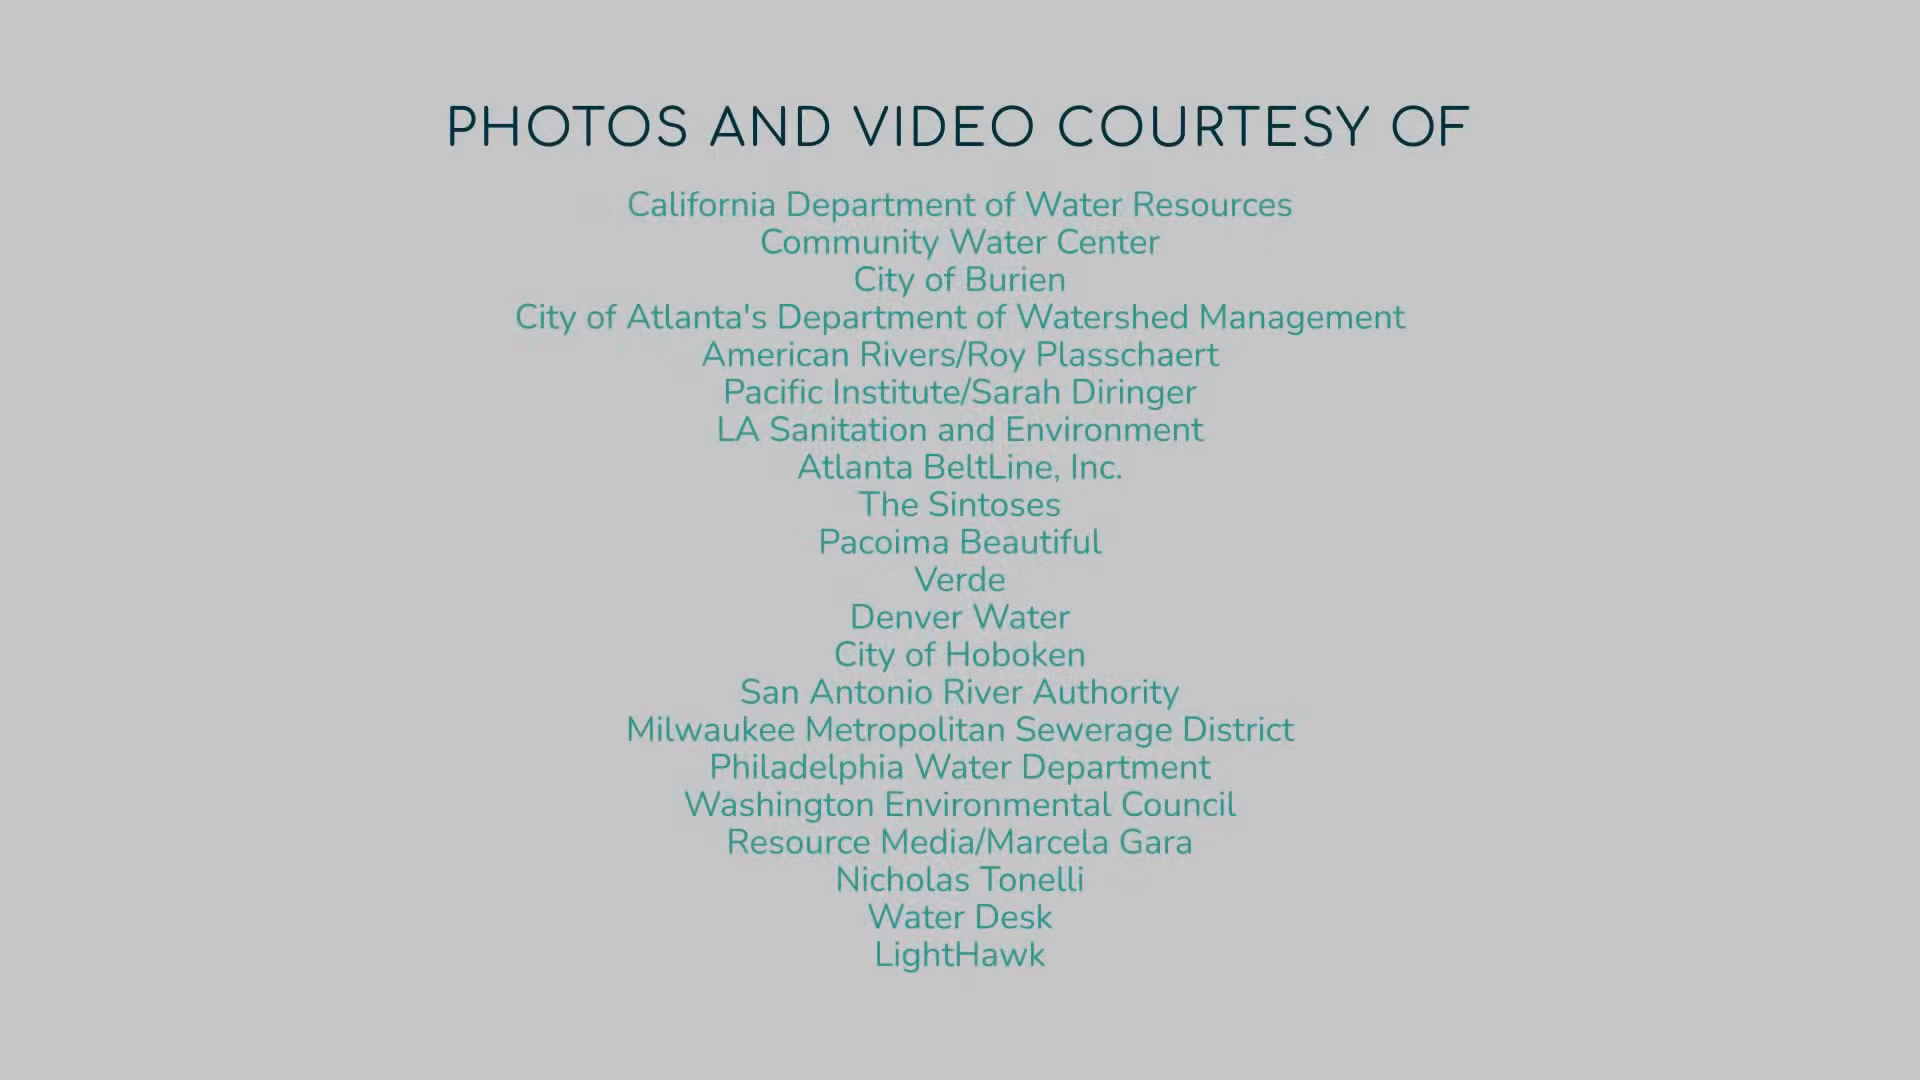 PHOTOS AND VIDEO COURTESY OF
California Department of Water Resources
Community Water Center
City of Burien
City of Atlanta's Department of Watershed Management
American Rivers/Roy Plasschaert
Pacific Institute/Sarah Diringer
LA Sanitation and Environment
Atlanta BeltLine, Inc.
The Sintoses
Pacoima Beautiful
Verde
Denver Water
City of Hoboken
San Antonio River Authority
Milwaukee Metropolitan Sewerage District
Philadelphia Water Department
Washington Environmental Council
Resource Media/Marcela Gara
Nicholas Tonelli
Water Desk
LightHawk